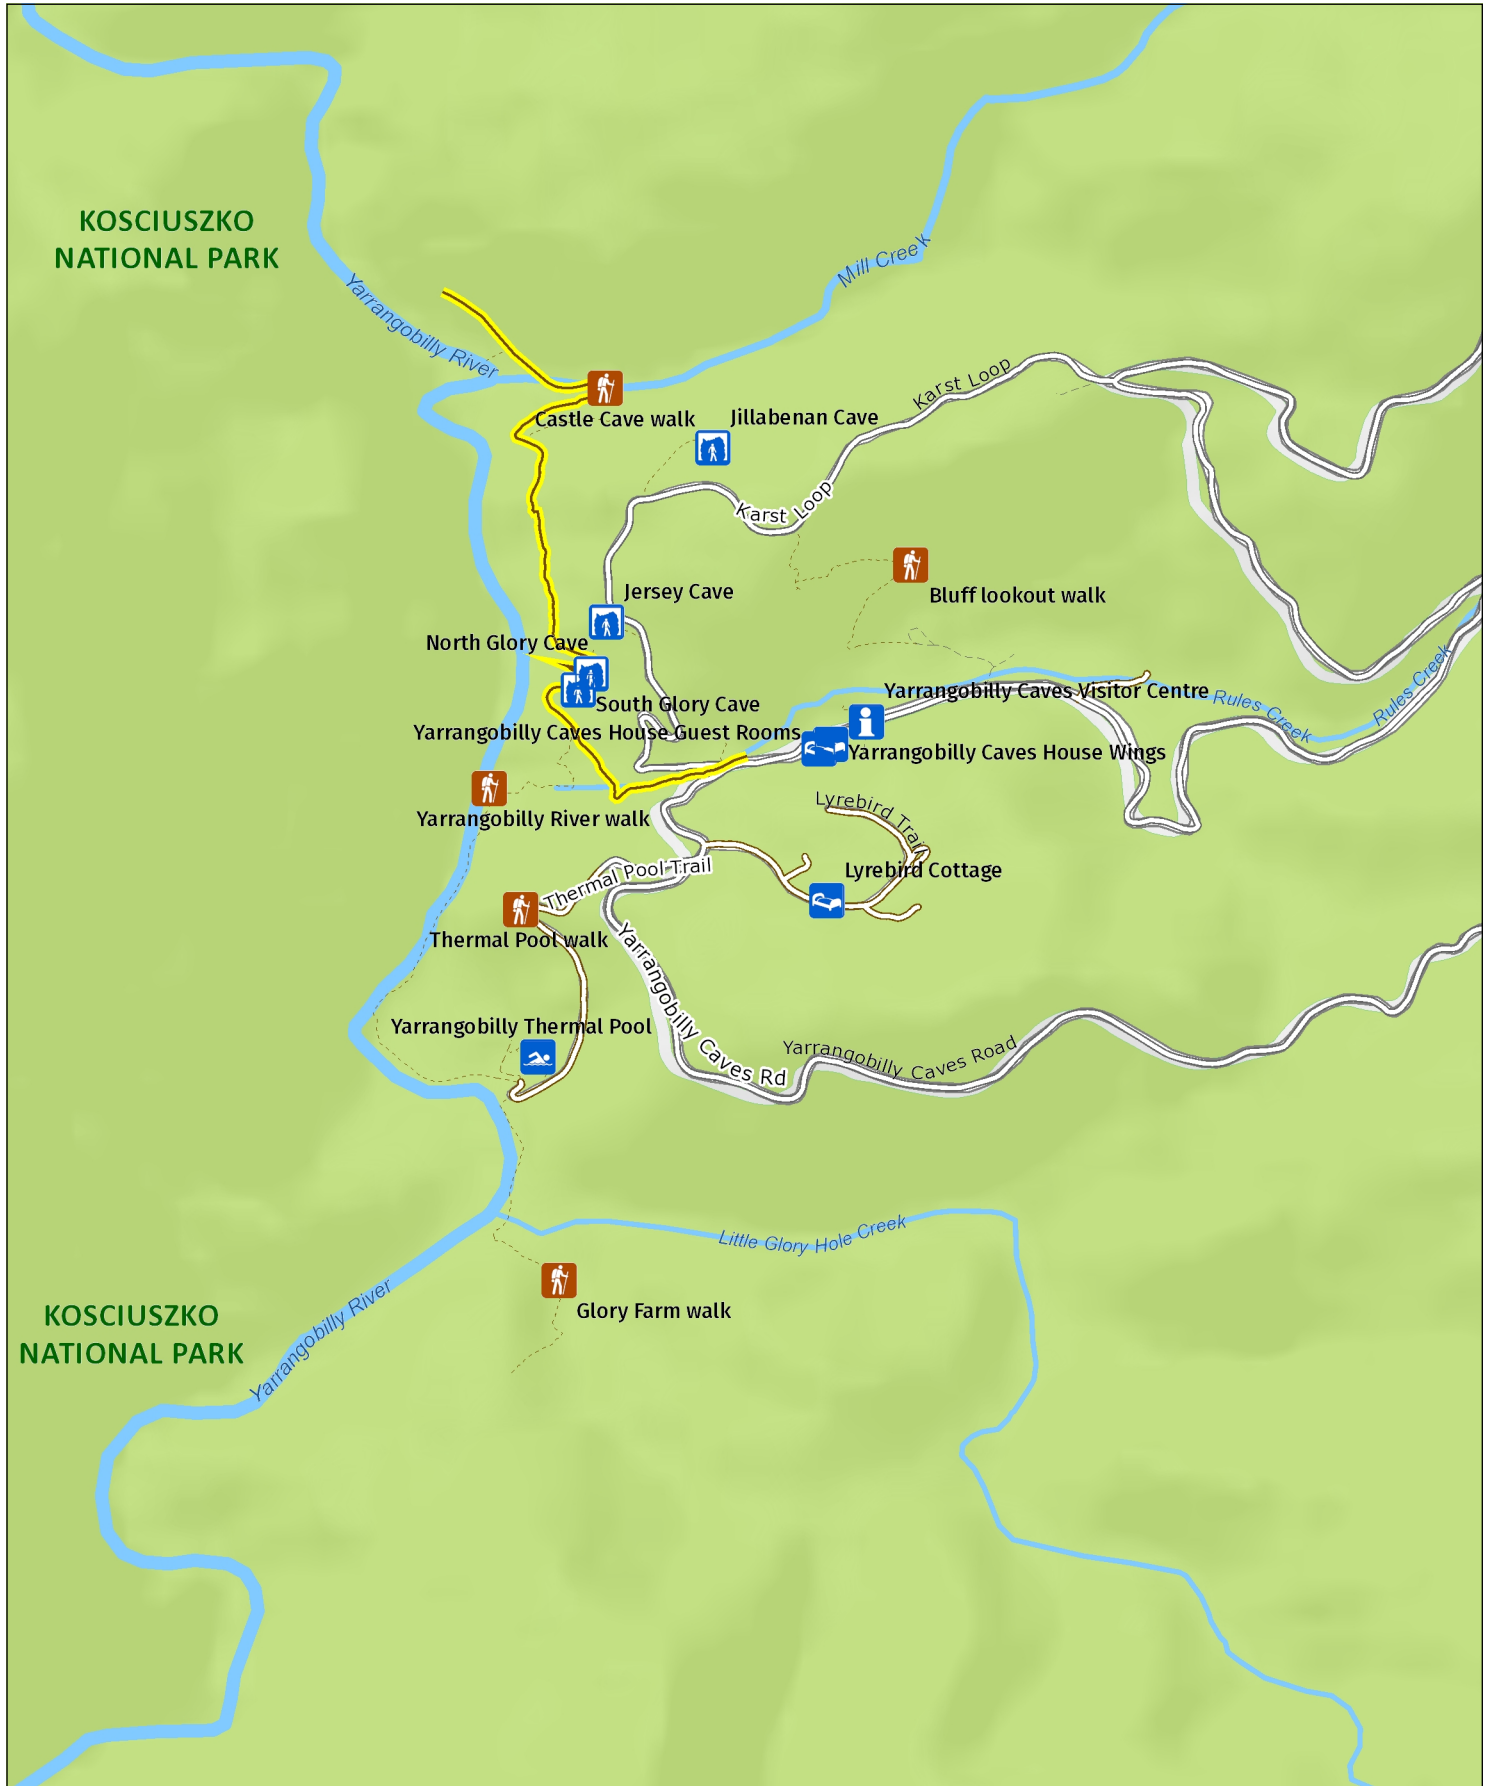 KOSCIUSZKO
NATIONAL PARK
Mill Creek
Yarrangobilly River
Karst Loop
Castle Cave walk
Jillabenan Cave
Karst Loop
Jersey Cave
Bluff lookout walk
North Glory Cave
Rules Creek
Yarrangobilly Caves Visitor Centre
Rules Creek
South Glory Cave
Yarrangobilly Caves House Guest Rooms
Yarrangobilly Caves House Wings
Lyrebird Trail
Yarrangobilly River walk
Thermal Pool Trail
Lyrebird Cottage
Thermal Pool walk
Yarrangobilly Caves Rd
Yarrangobilly Thermal Pool
Yarrangobilly Caves Road
Little Glory Hole Creek
Glory Farm walk
KOSCIUSZKO
NATIONAL PARK
Yarrangobilly River